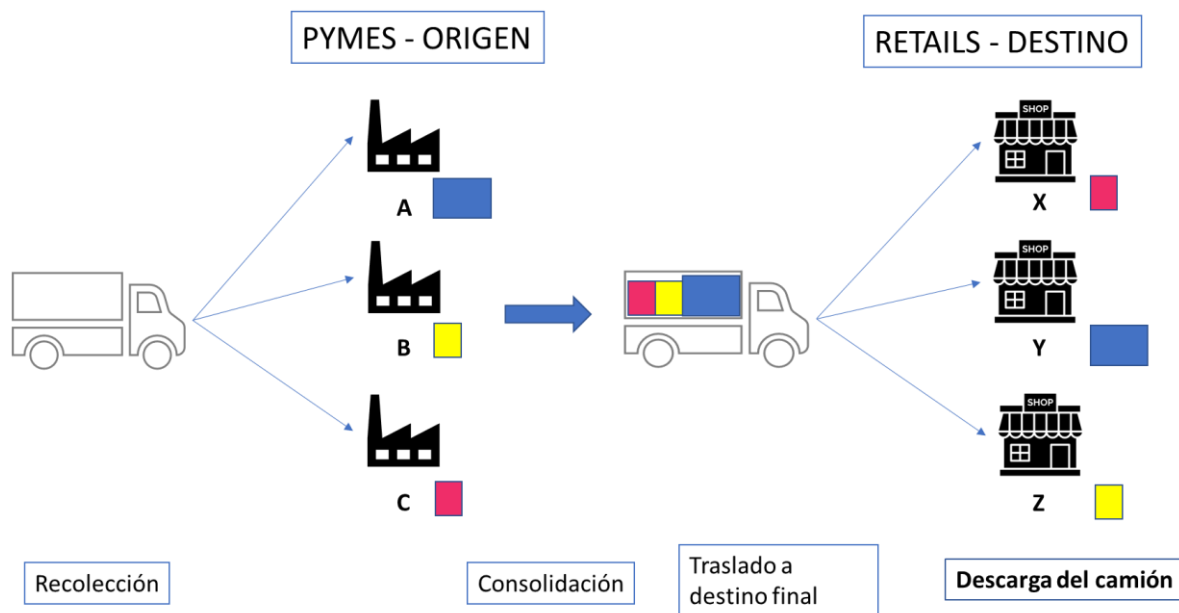 PYMES - ORIGEN
RETAILS - DESTINO
SHOP
A
X
SHOP
B
Y
SHOP
C
Z
Recolección
Consolidación
Traslado a
destino final
Descarga del camión